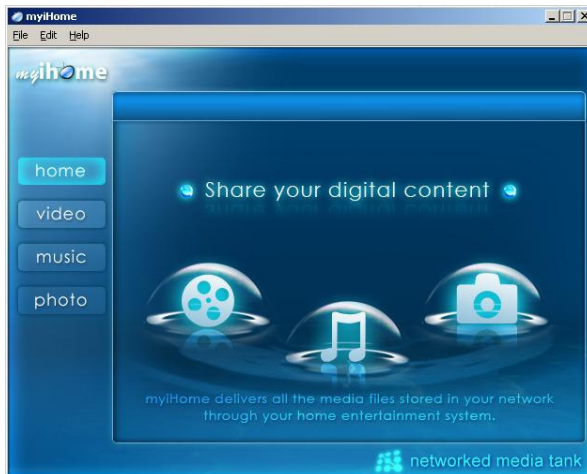 myiHome
File Edit Help
myihome
home
Share your digital content
video
music
photo
myiHome delivers all the media files stored in your network
through your home entertainment system.
networked media tank